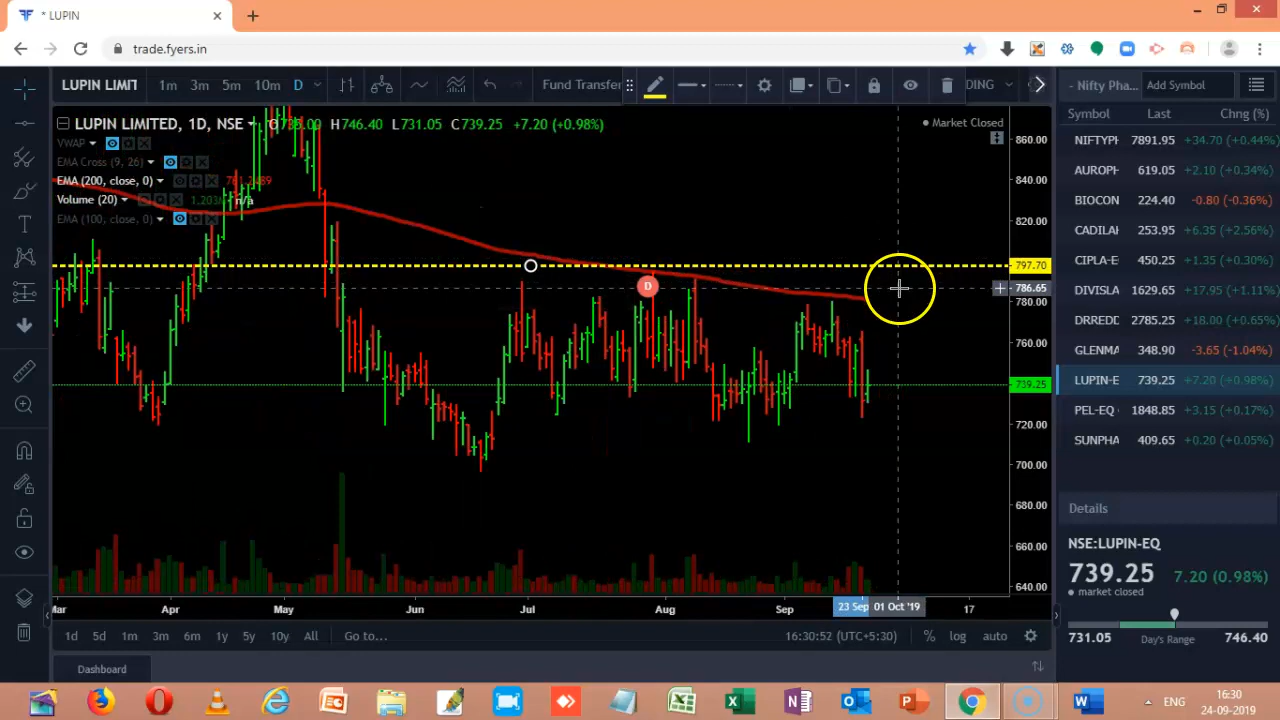 * LUPIN
trade.fyers.in
LUPIN LIMIT 1m 3m 5m 10m D Fund Transfer DING - Nifty Pha... Add Symbol
Symbol Last Chng (%)
LUPIN LIMITED, 1D, NSE H746.40 L731.05 C739.25 +7.20 (+0.98%) Market Closed
VWAP
EMA Cross (9, 26)
EMA (200, close, 0)
Volume (20) n/a
EMA (100, close, 0)
D
860.00
840.00
820.00
797.70
786.65
780.00
760.00
739.25
720.00
700.00
680.00
660.00
640.00
NIFTYPH 7891.95 +34.70 (+0.44%)
AUROPH 619.05 +2.10 (+0.34%)
BIOCON 224.40 -0.80 (-0.36%)
CADILAH 253.95 +6.35 (+2.56%)
CIPLA-E 450.25 +1.35 (+0.30%)
DIVISLA 1629.65 +17.95 (+1.11%)
DRREDD 2785.25 +18.00 (+0.65%)
GLENMA 348.90 -3.65 (-1.04%)
LUPIN-E 739.25 +7.20 (+0.98%)
PEL-EQ 1848.85 +3.15 (+0.17%)
SUNPHA 409.65 +0.20 (+0.05%)
Details
NSE:LUPIN-EQ
739.25 7.20 (0.98%)
market closed
731.05 Day's Range 746.40
Mar Apr May Jun Jul Aug Sep 23 Sep 01 Oct '19 17
1d 5d 1m 3m 6m 1y 5y 10y All Go to... 16:30:52 (UTC+5:30) % log auto
Dashboard
ENG 16:30
24-09-2019